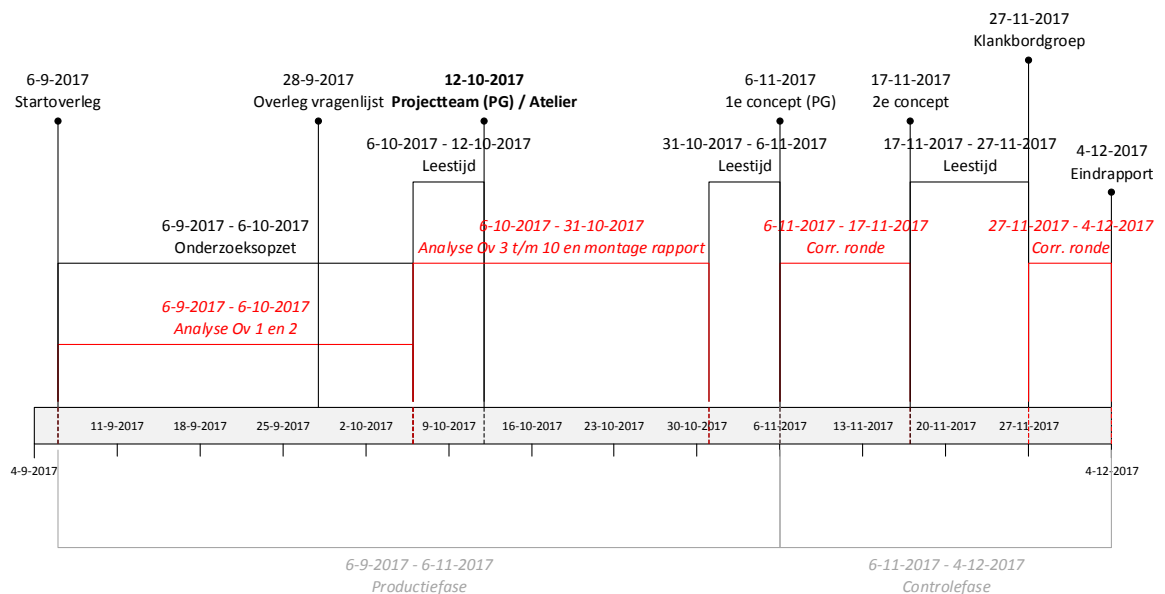 27-11-2017
Klankbordgroep
6-9-2017
Startoverleg
28-9-2017
Overleg vragenlijst
12-10-2017
Projectteam (PG) / Atelier
6-11-2017
1e concept (PG)
17-11-2017
2e concept
6-10-2017 - 12-10-2017
Leestijd
31-10-2017 - 6-11-2017
Leestijd
17-11-2017 - 27-11-2017
Leestijd
4-12-2017
Eindrapport
6-9-2017 - 6-10-2017
Onderzoeksopzet
6-10-2017 - 31-10-2017
Analyse Ov 3 t/m 10 en montage rapport
6-11-2017 - 17-11-2017
Corr. ronde
27-11-2017 - 4-12-2017
Corr. ronde
6-9-2017 - 6-10-2017
Analyse Ov 1 en 2
11-9-2017
18-9-2017
25-9-2017
2-10-2017
9-10-2017
16-10-2017
23-10-2017
30-10-2017
6-11-2017
13-11-2017
20-11-2017
27-11-2017
4-9-2017
4-12-2017
6-9-2017 - 6-11-2017
Productiefase
6-11-2017 - 4-12-2017
Controlefase